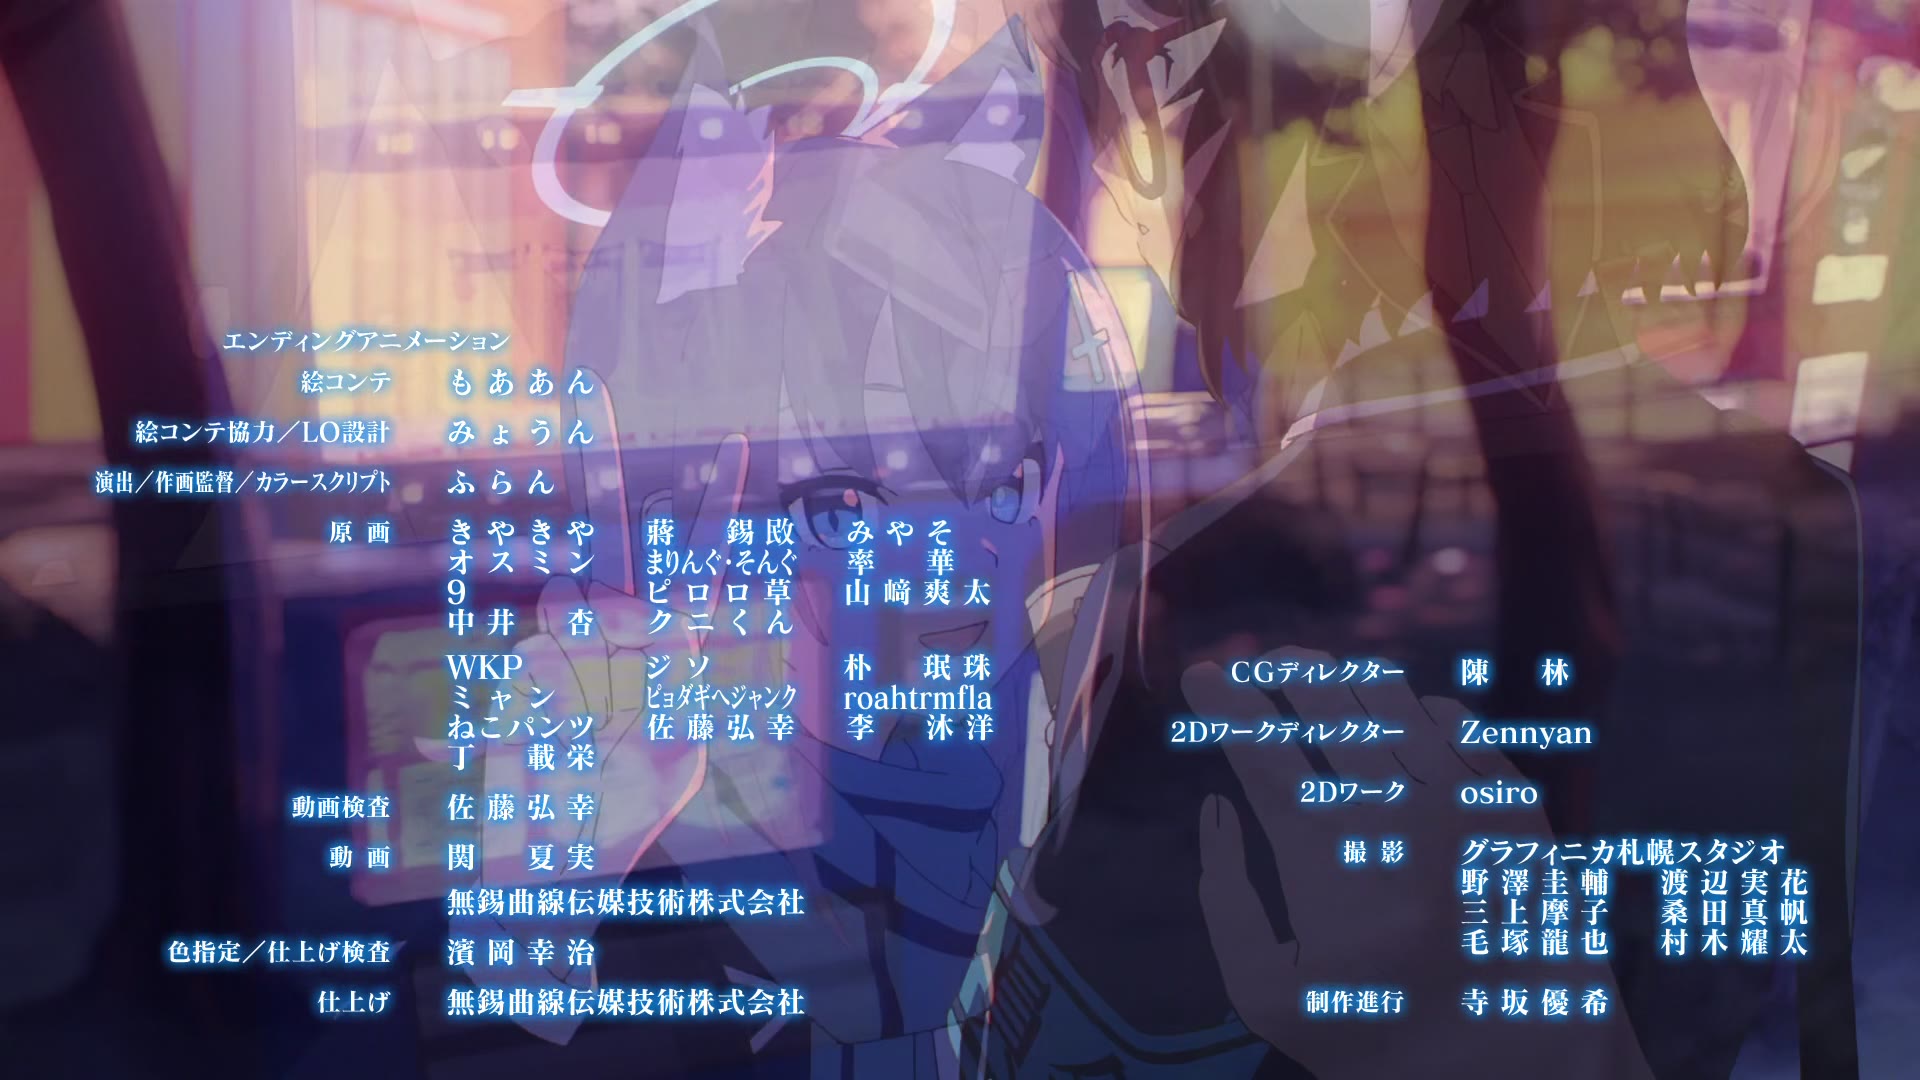 エンディングアニメーション
絵コンテ もああん
絵コンテ協力／LO設計 みょうん
演出／作画監督／カラースクリプト ふらん
原画 きやきや 蔣錫欧 みやそ
オスミン まりんぐ・そんぐ 率華
9 ピロロ草 山﨑爽太
中井杏 クニくん
WKP ジソ 朴珉珠
ミャン ピョダギヘジャンク roahtrmfla
ねこパンツ 佐藤弘幸 李沐洋
丁載栄
動画検査 佐藤弘幸
動画 関夏実
無錫曲線伝媒技術株式会社
色指定／仕上げ検査 濱岡幸治
仕上げ 無錫曲線伝媒技術株式会社
CGディレクター 陳林
2Dワークディレクター Zennyan
2Dワーク osiro
撮影 グラフィニカ札幌スタジオ
野澤圭輔 渡辺実花
三上摩子 桑田真帆
毛塚龍也 村木耀太
制作進行 寺坂優希